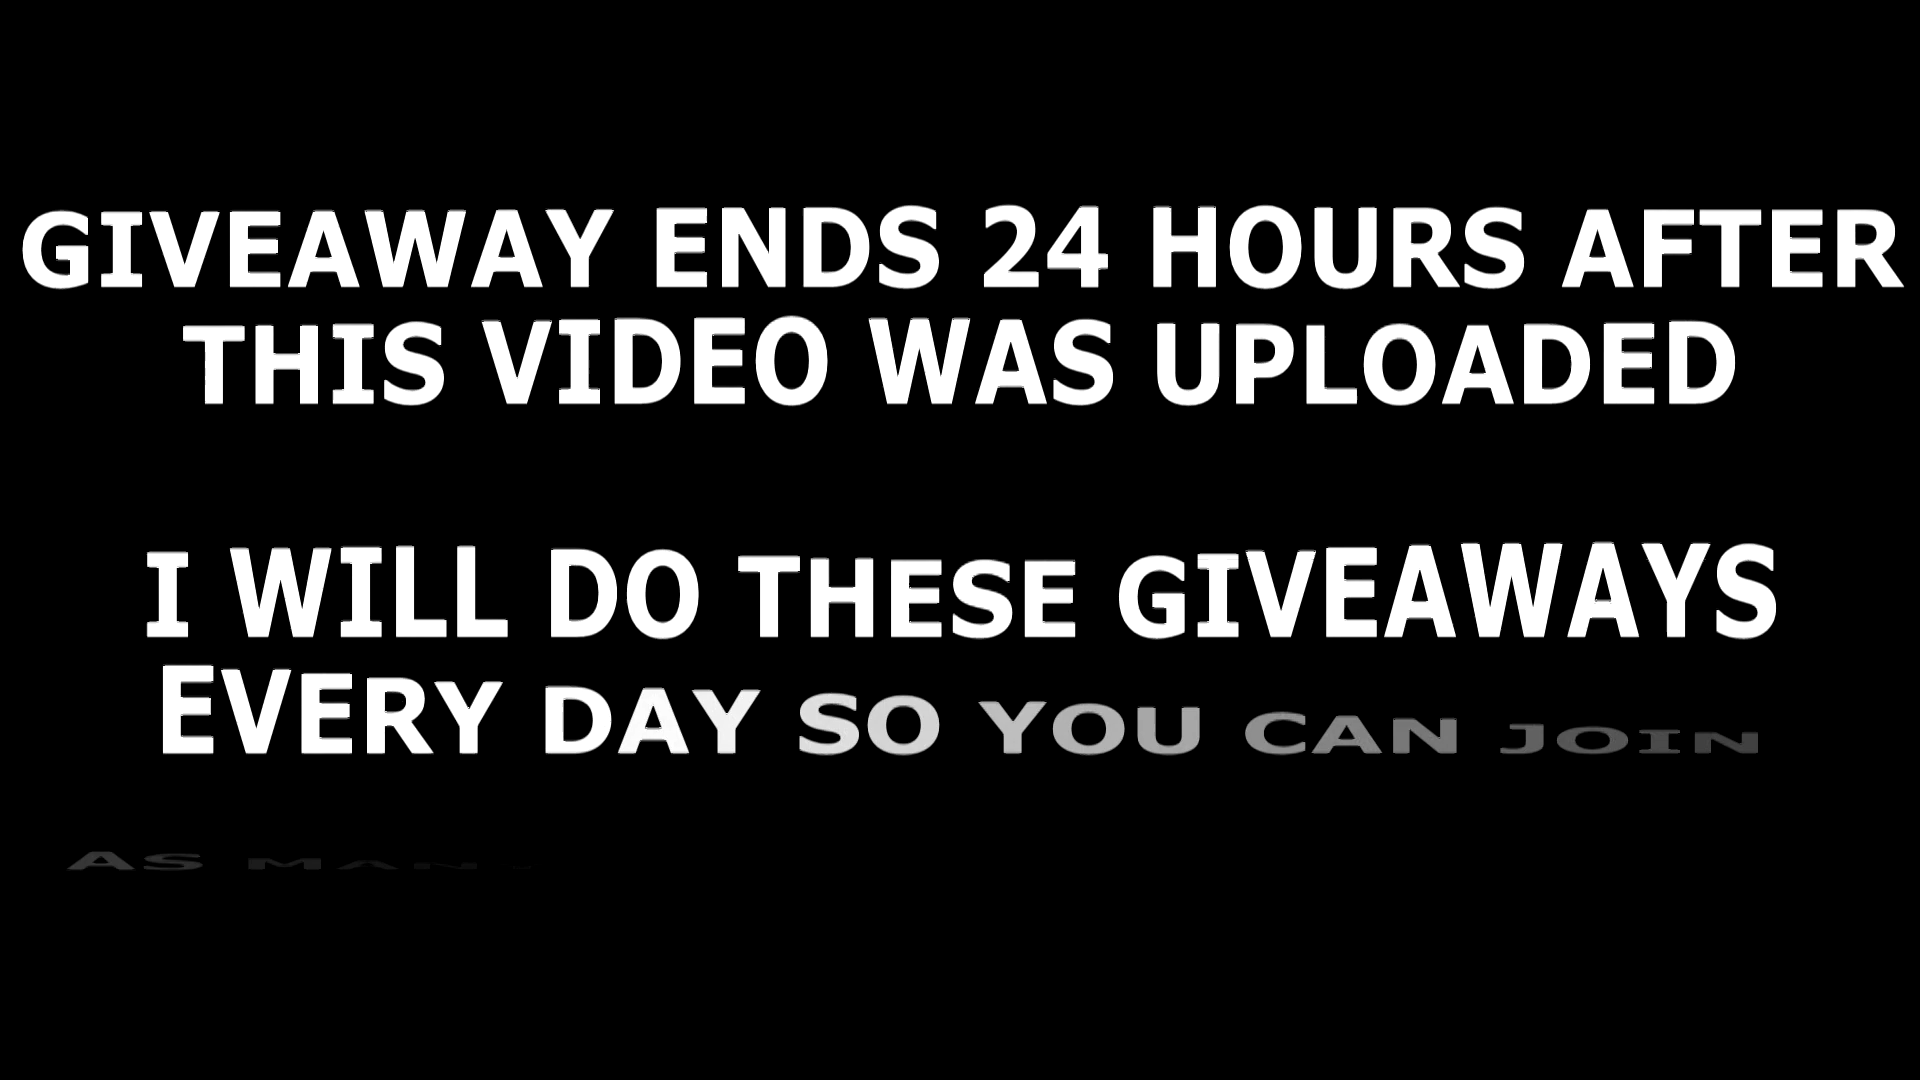 GIVEAWAY ENDS 24 HOURS AFTER
THIS VIDEO WAS UPLOADED
I WILL DO THESE GIVEAWAYS
EVERY DAY SO YOU CAN JOIN
AS MAN